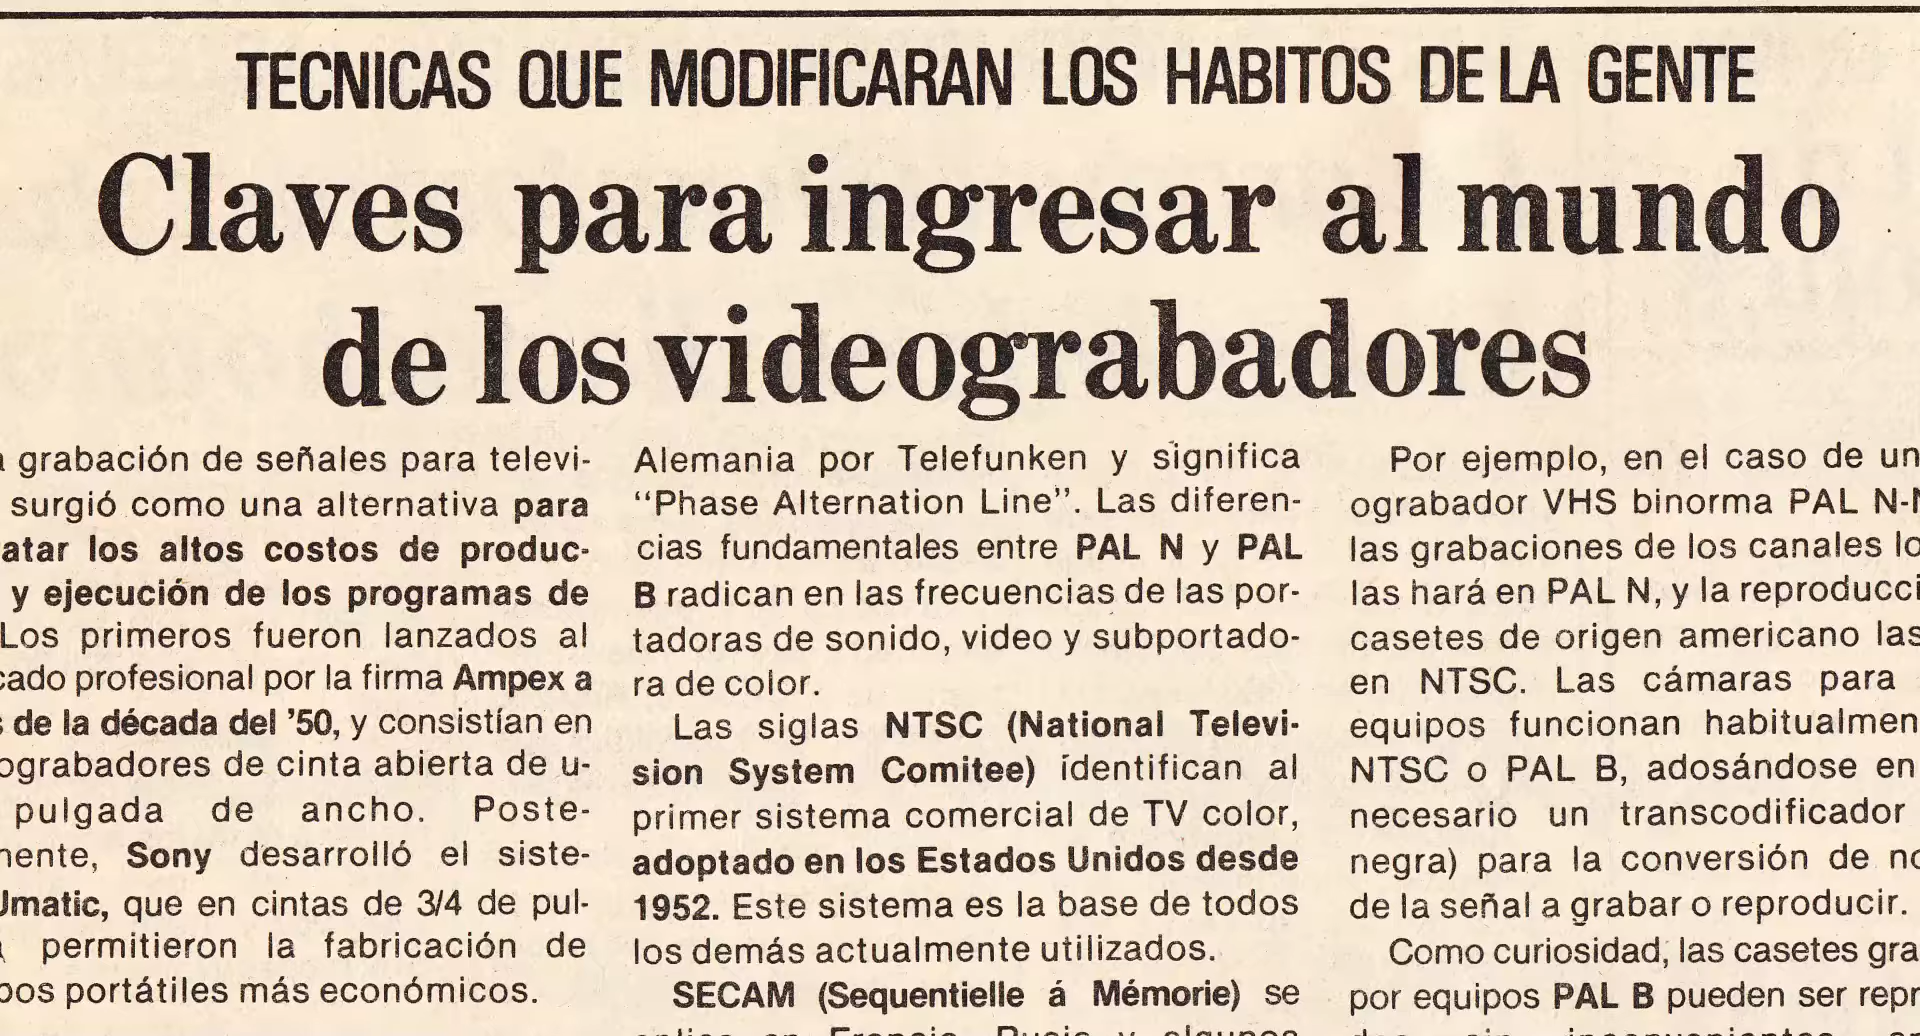 TECNICAS QUE MODIFICARAN LOS HABITOS DE LA GENTE
Claves para ingresar al mundo
de los videograbadores
grabación de señales para televi-
surgió como una alternativa para
atar los altos costos de produc-
y ejecución de los programas de
Los primeros fueron lanzados al
cado profesional por la firma Ampex a
de la década del '50, y consistían en
ograbadores de cinta abierta de u-
pulgada de ancho. Poste-
mente, Sony desarrolló el siste-
Umatic, que en cintas de 3/4 de pul-
permitieron la fabricación de
pos portátiles más económicos.
Alemania por Telefunken y significa
“Phase Alternation Line”. Las diferen-
cias fundamentales entre PAL N y PAL
B radican en las frecuencias de las por-
tadoras de sonido, video y subportado-
ra de color.
Las siglas NTSC (National Televi-
sion System Comitee) identifican al
primer sistema comercial de TV color,
adoptado en los Estados Unidos desde
1952. Este sistema es la base de todos
los demás actualmente utilizados.
SECAM (Sequentielle á Mémorie) se
Por ejemplo, en el caso de un
ograbador VHS binorma PAL N-N
las grabaciones de los canales lo
las hará en PAL N, y la reproducci
casetes de origen americano las
en NTSC. Las cámaras para
equipos funcionan habitualmen
NTSC o PAL B, adosándose en
necesario un transcodificador
negra) para la conversión de no
de la señal a grabar o reproducir.
Como curiosidad, las casetes gra
por equipos PAL B pueden ser repr